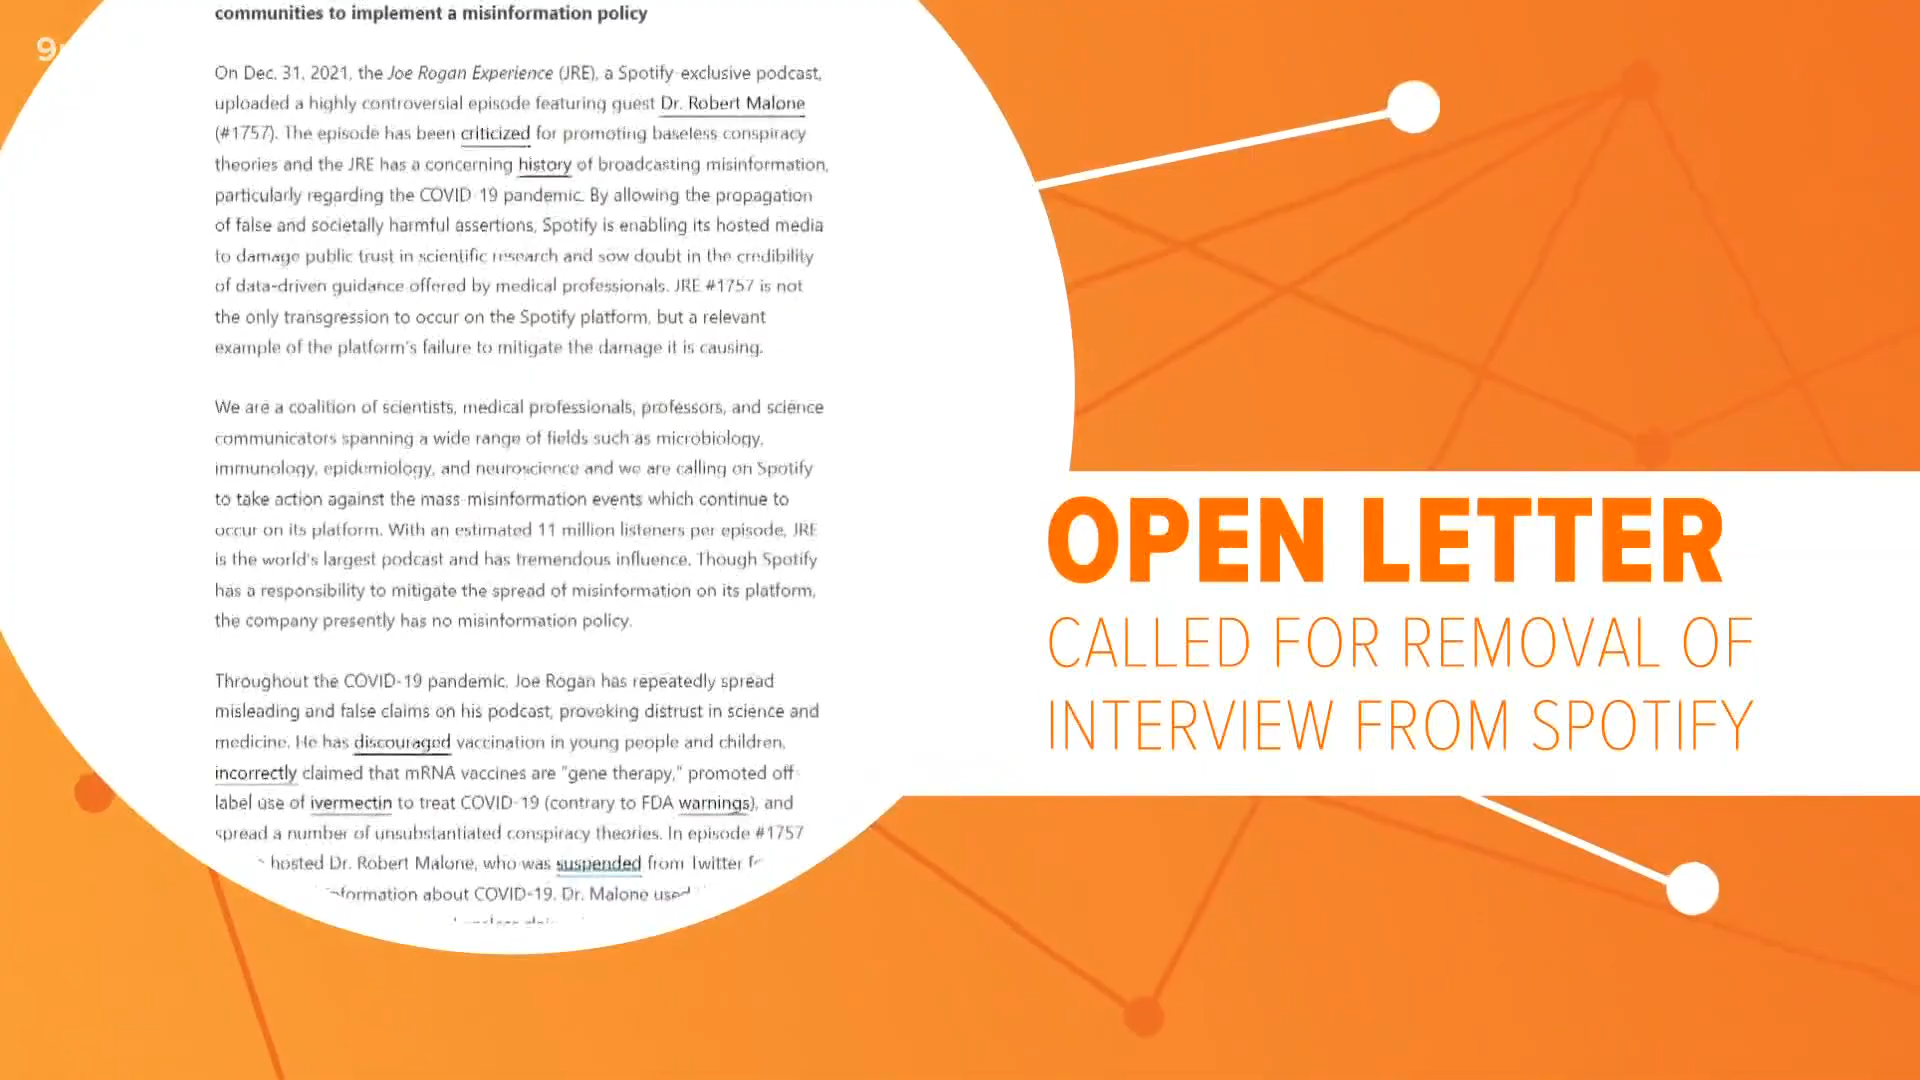 communities to implement a misinformation policy
On Dec. 31, 2021, the Joe Rogan Experience (JRE), a Spotify-exclusive podcast,
uploaded a highly controversial episode featuring guest Dr. Robert Malone
(#1757). The episode has been criticized for promoting baseless conspiracy
theories and the JRE has a concerning history of broadcasting misinformation,
particularly regarding the COVID-19 pandemic. By allowing the propagation
of false and societally harmful assertions, Spotify is enabling its hosted media
to damage public trust in scientific research and sow doubt in the credibility
of data-driven guidance offered by medical professionals. JRE #1757 is not
the only transgression to occur on the Spotify platform, but a relevant
example of the platform's failure to mitigate the damage it is causing.
We are a coalition of scientists, medical professionals, professors, and science
communicators spanning a wide range of fields such as microbiology,
immunology, epidemiology, and neuroscience and we are calling on Spotify
to take action against the mass-misinformation events which continue to
occur on its platform. With an estimated 11 million listeners per episode, JRE
is the world's largest podcast and has tremendous influence. Though Spotify
has a responsibility to mitigate the spread of misinformation on its platform,
the company presently has no misinformation policy.
Throughout the COVID-19 pandemic, Joe Rogan has repeatedly spread
misleading and false claims on his podcast, provoking distrust in science and
medicine. He has discouraged vaccination in young people and children,
incorrectly claimed that mRNA vaccines are "gene therapy," promoted off-
label use of ivermectin to treat COVID-19 (contrary to FDA warnings), and
spread a number of unsubstantiated conspiracy theories. In episode #1757
hosted Dr. Robert Malone, who was suspended from Twitter
about COVID-19. Dr. Malone used
OPEN LETTER
CALLED FOR REMOVAL OF
INTERVIEW FROM SPOTIFY